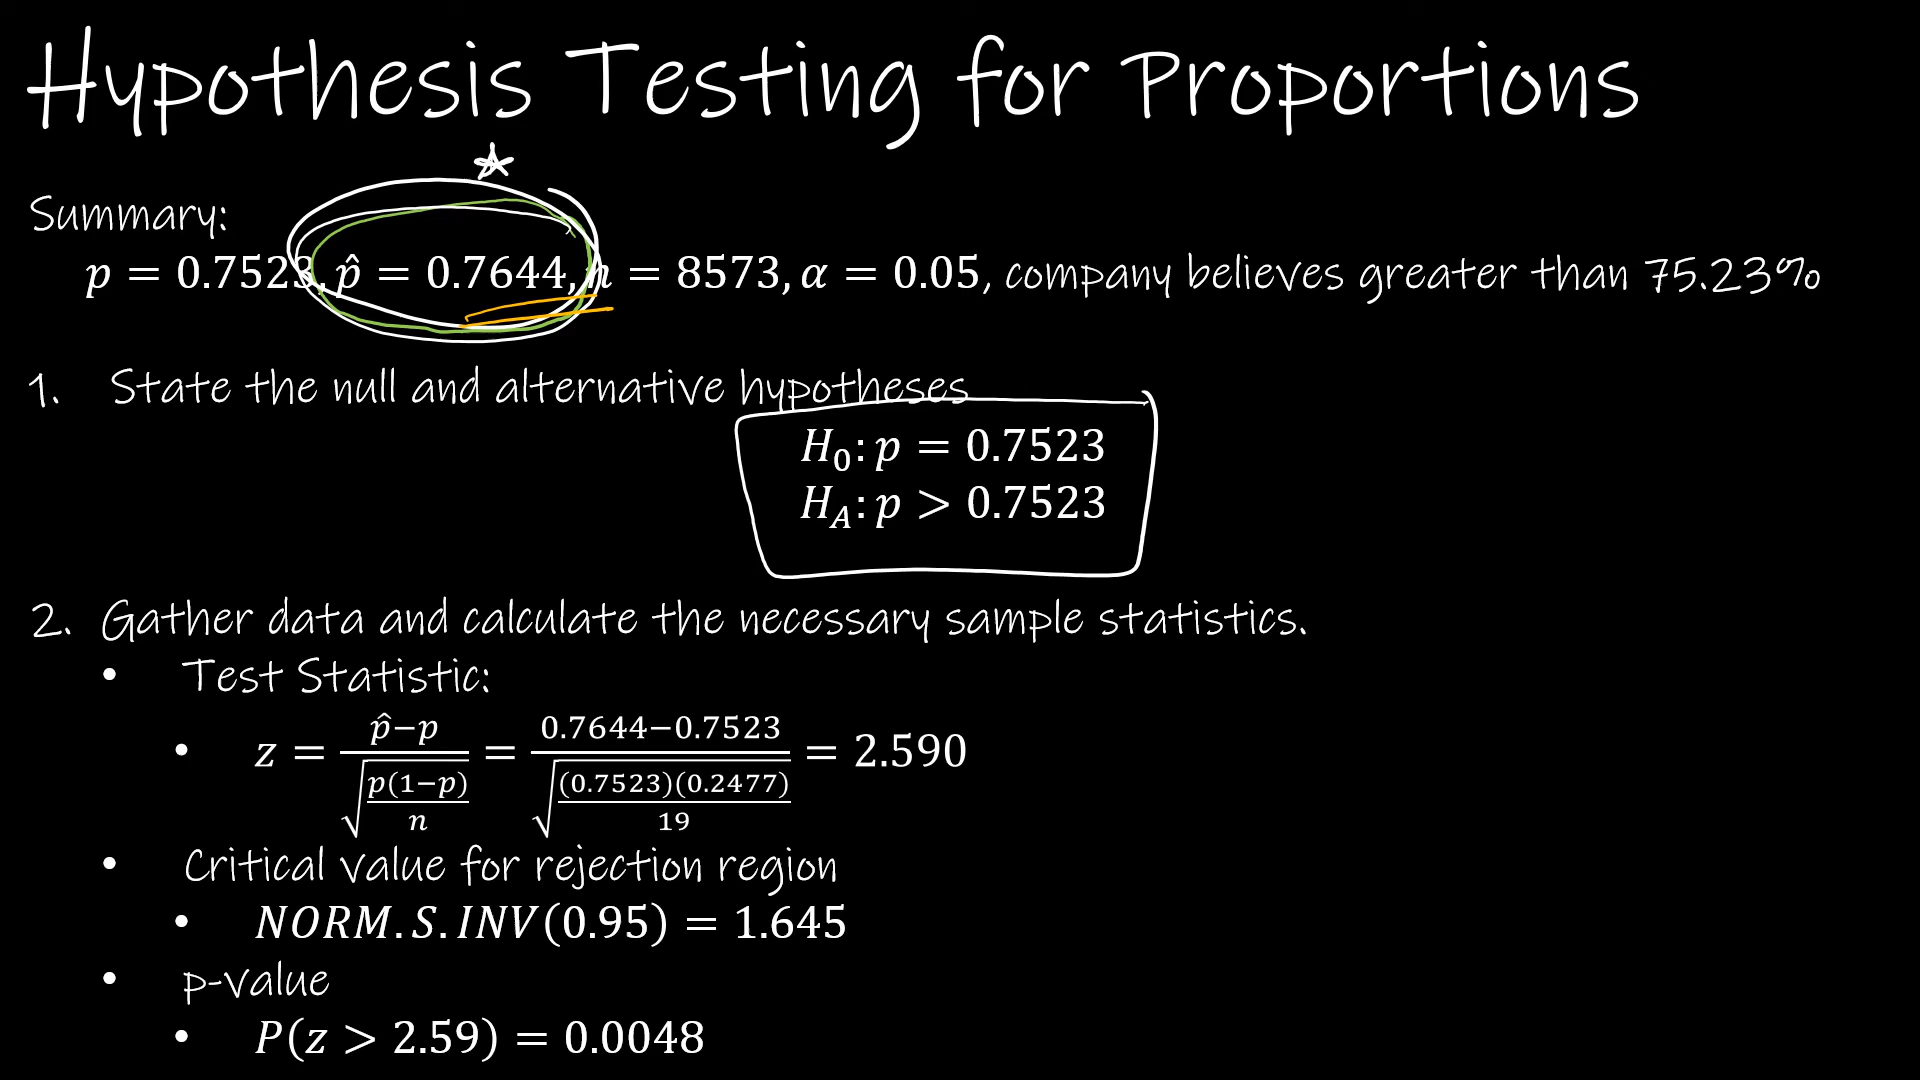 Hypothesis Testing for Proportions
Summary:
p = 0.7523, p̂ = 0.7644, n = 8573, α = 0.05, company believes greater than 75.23%
1. State the null and alternative hypotheses
H₀: p = 0.7523
H_A: p > 0.7523
2. Gather data and calculate the necessary sample statistics.
• Test Statistic:
• z = (p̂−p)/√(p(1−p)/n) = (0.7644−0.7523)/√((0.7523)(0.2477)/19) = 2.590
• Critical value for rejection region
• NORM.S.INV(0.95) = 1.645
• p-value
• P(z > 2.59) = 0.0048